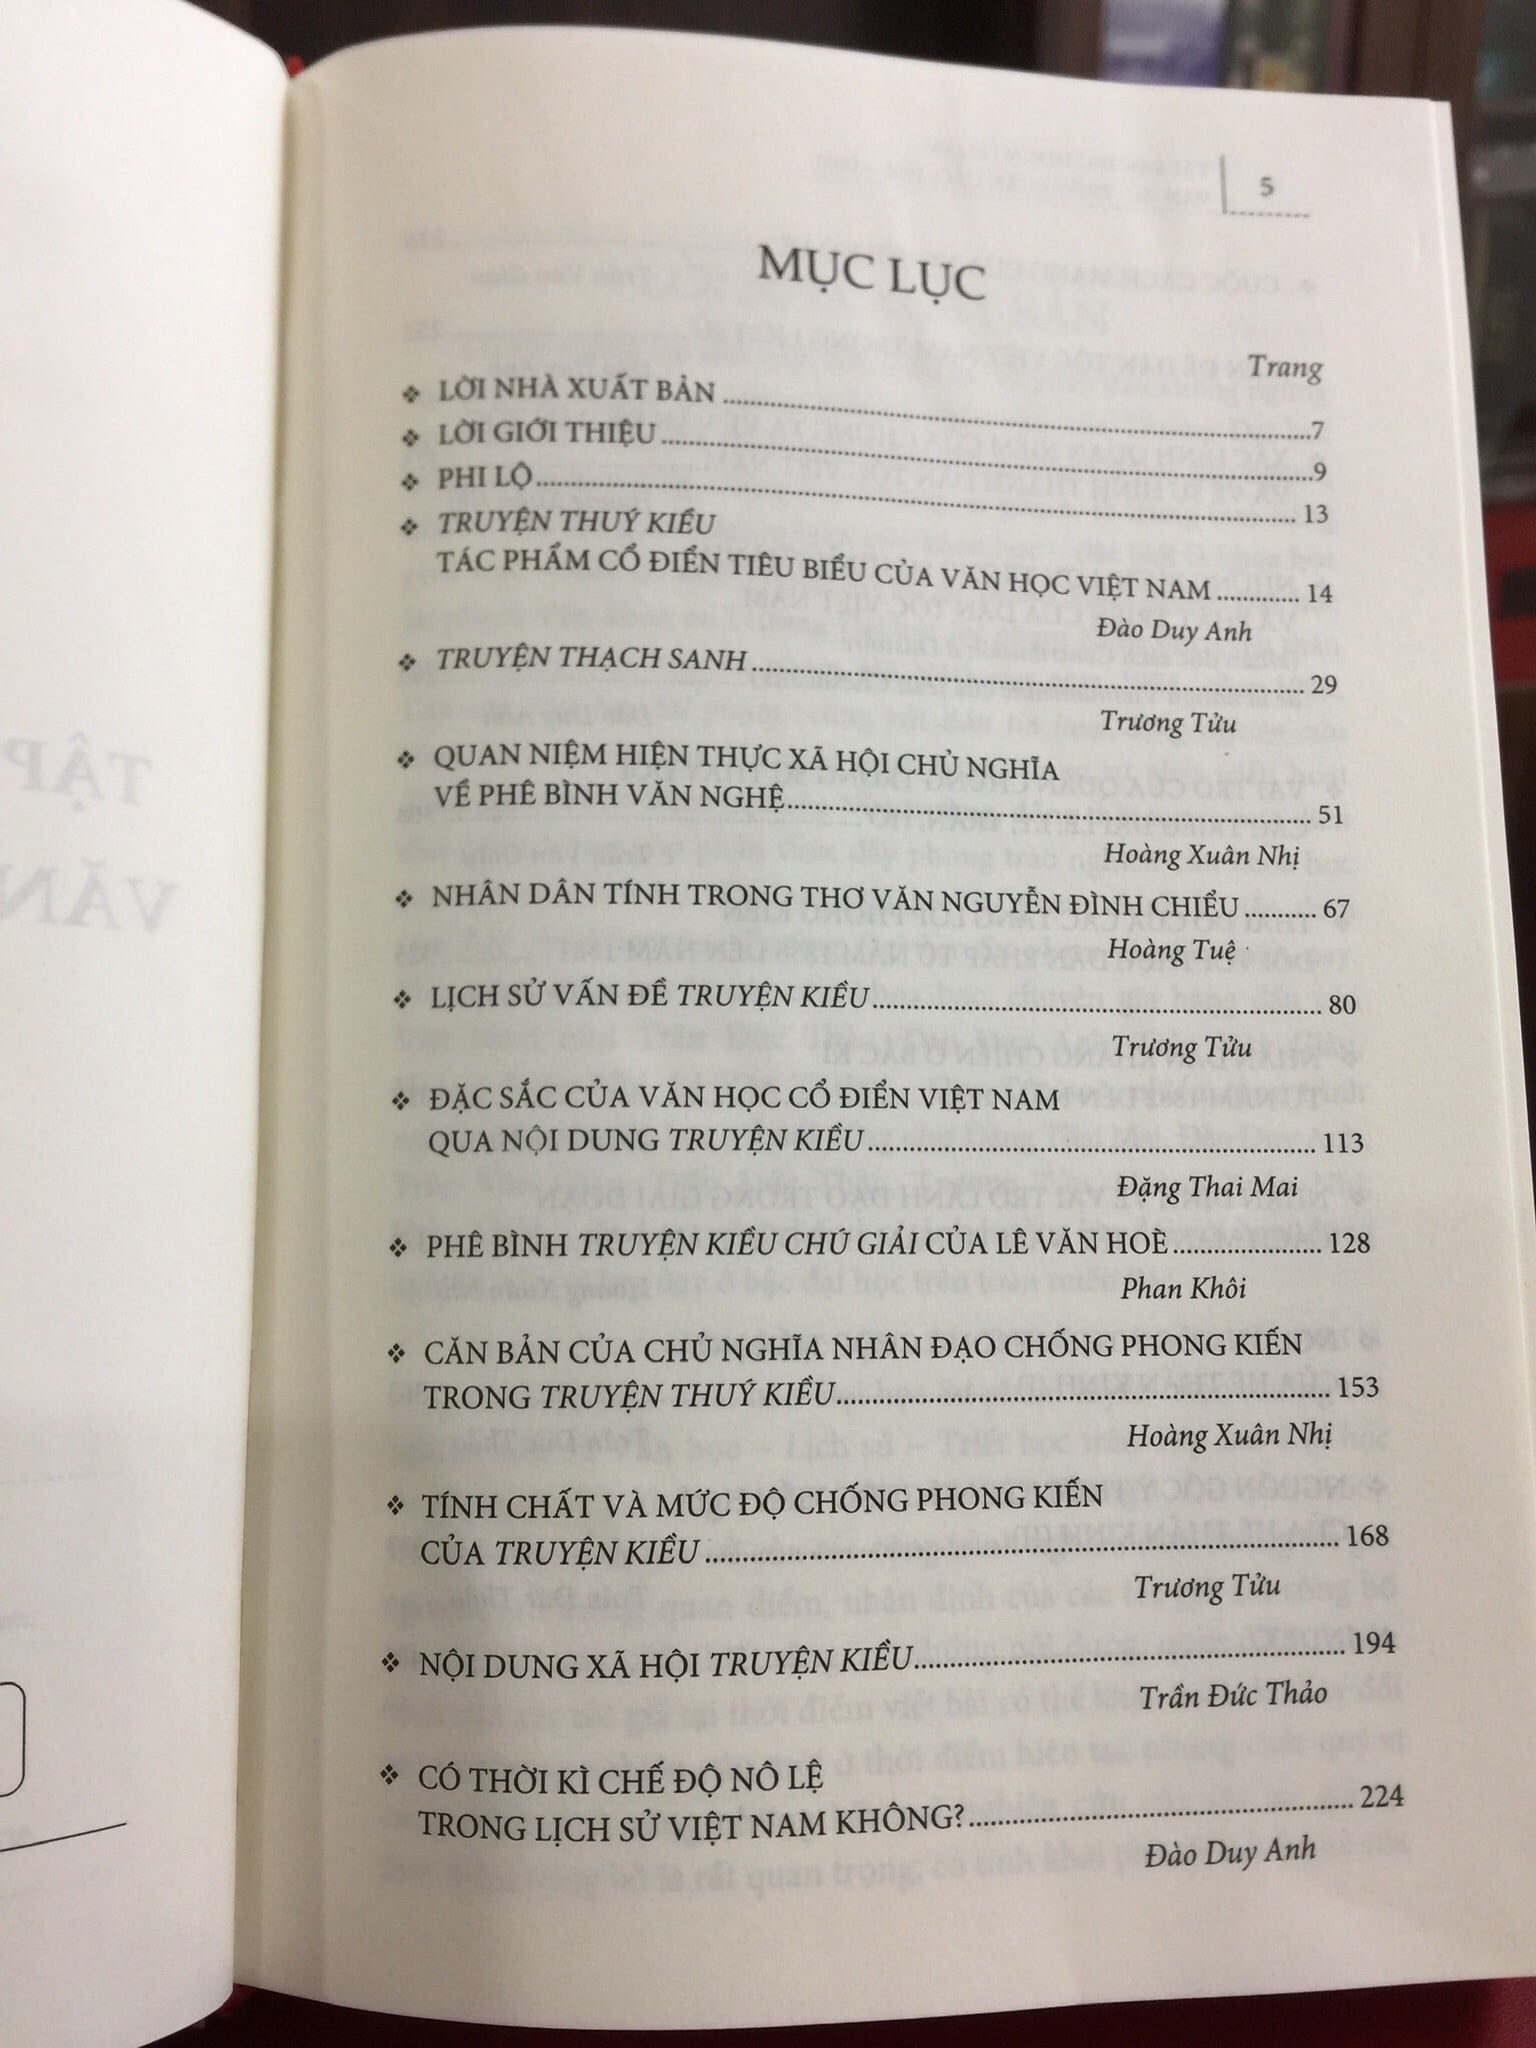 5
MỤC LỤC
Trang
❖ LỜI NHÀ XUẤT BẢN ........ 7
❖ LỜI GIỚI THIỆU ........ 9
❖ PHI LỘ ........ 13
❖ TRUYỆN THUÝ KIỀU
TÁC PHẨM CỔ ĐIỂN TIÊU BIỂU CỦA VĂN HỌC VIỆT NAM ........ 14
Đào Duy Anh
❖ TRUYỆN THẠCH SANH ........ 29
Trương Tửu
❖ QUAN NIỆM HIỆN THỰC XÃ HỘI CHỦ NGHĨA
VỀ PHÊ BÌNH VĂN NGHỆ ........ 51
Hoàng Xuân Nhị
❖ NHÂN DÂN TÍNH TRONG THƠ VĂN NGUYỄN ĐÌNH CHIỂU ........ 67
Hoàng Tuệ
❖ LỊCH SỬ VẤN ĐỀ TRUYỆN KIỀU ........ 80
Trương Tửu
❖ ĐẶC SẮC CỦA VĂN HỌC CỔ ĐIỂN VIỆT NAM
QUA NỘI DUNG TRUYỆN KIỀU ........ 113
Đặng Thai Mai
❖ PHÊ BÌNH TRUYỆN KIỀU CHÚ GIẢI CỦA LÊ VĂN HOÈ ........ 128
Phan Khôi
❖ CĂN BẢN CỦA CHỦ NGHĨA NHÂN ĐẠO CHỐNG PHONG KIẾN
TRONG TRUYỆN THUÝ KIỀU ........ 153
Hoàng Xuân Nhị
❖ TÍNH CHẤT VÀ MỨC ĐỘ CHỐNG PHONG KIẾN
CỦA TRUYỆN KIỀU ........ 168
Trương Tửu
❖ NỘI DUNG XÃ HỘI TRUYỆN KIỀU ........ 194
Trần Đức Thảo
❖ CÓ THỜI KÌ CHẾ ĐỘ NÔ LỆ
TRONG LỊCH SỬ VIỆT NAM KHÔNG? ........ 224
Đào Duy Anh